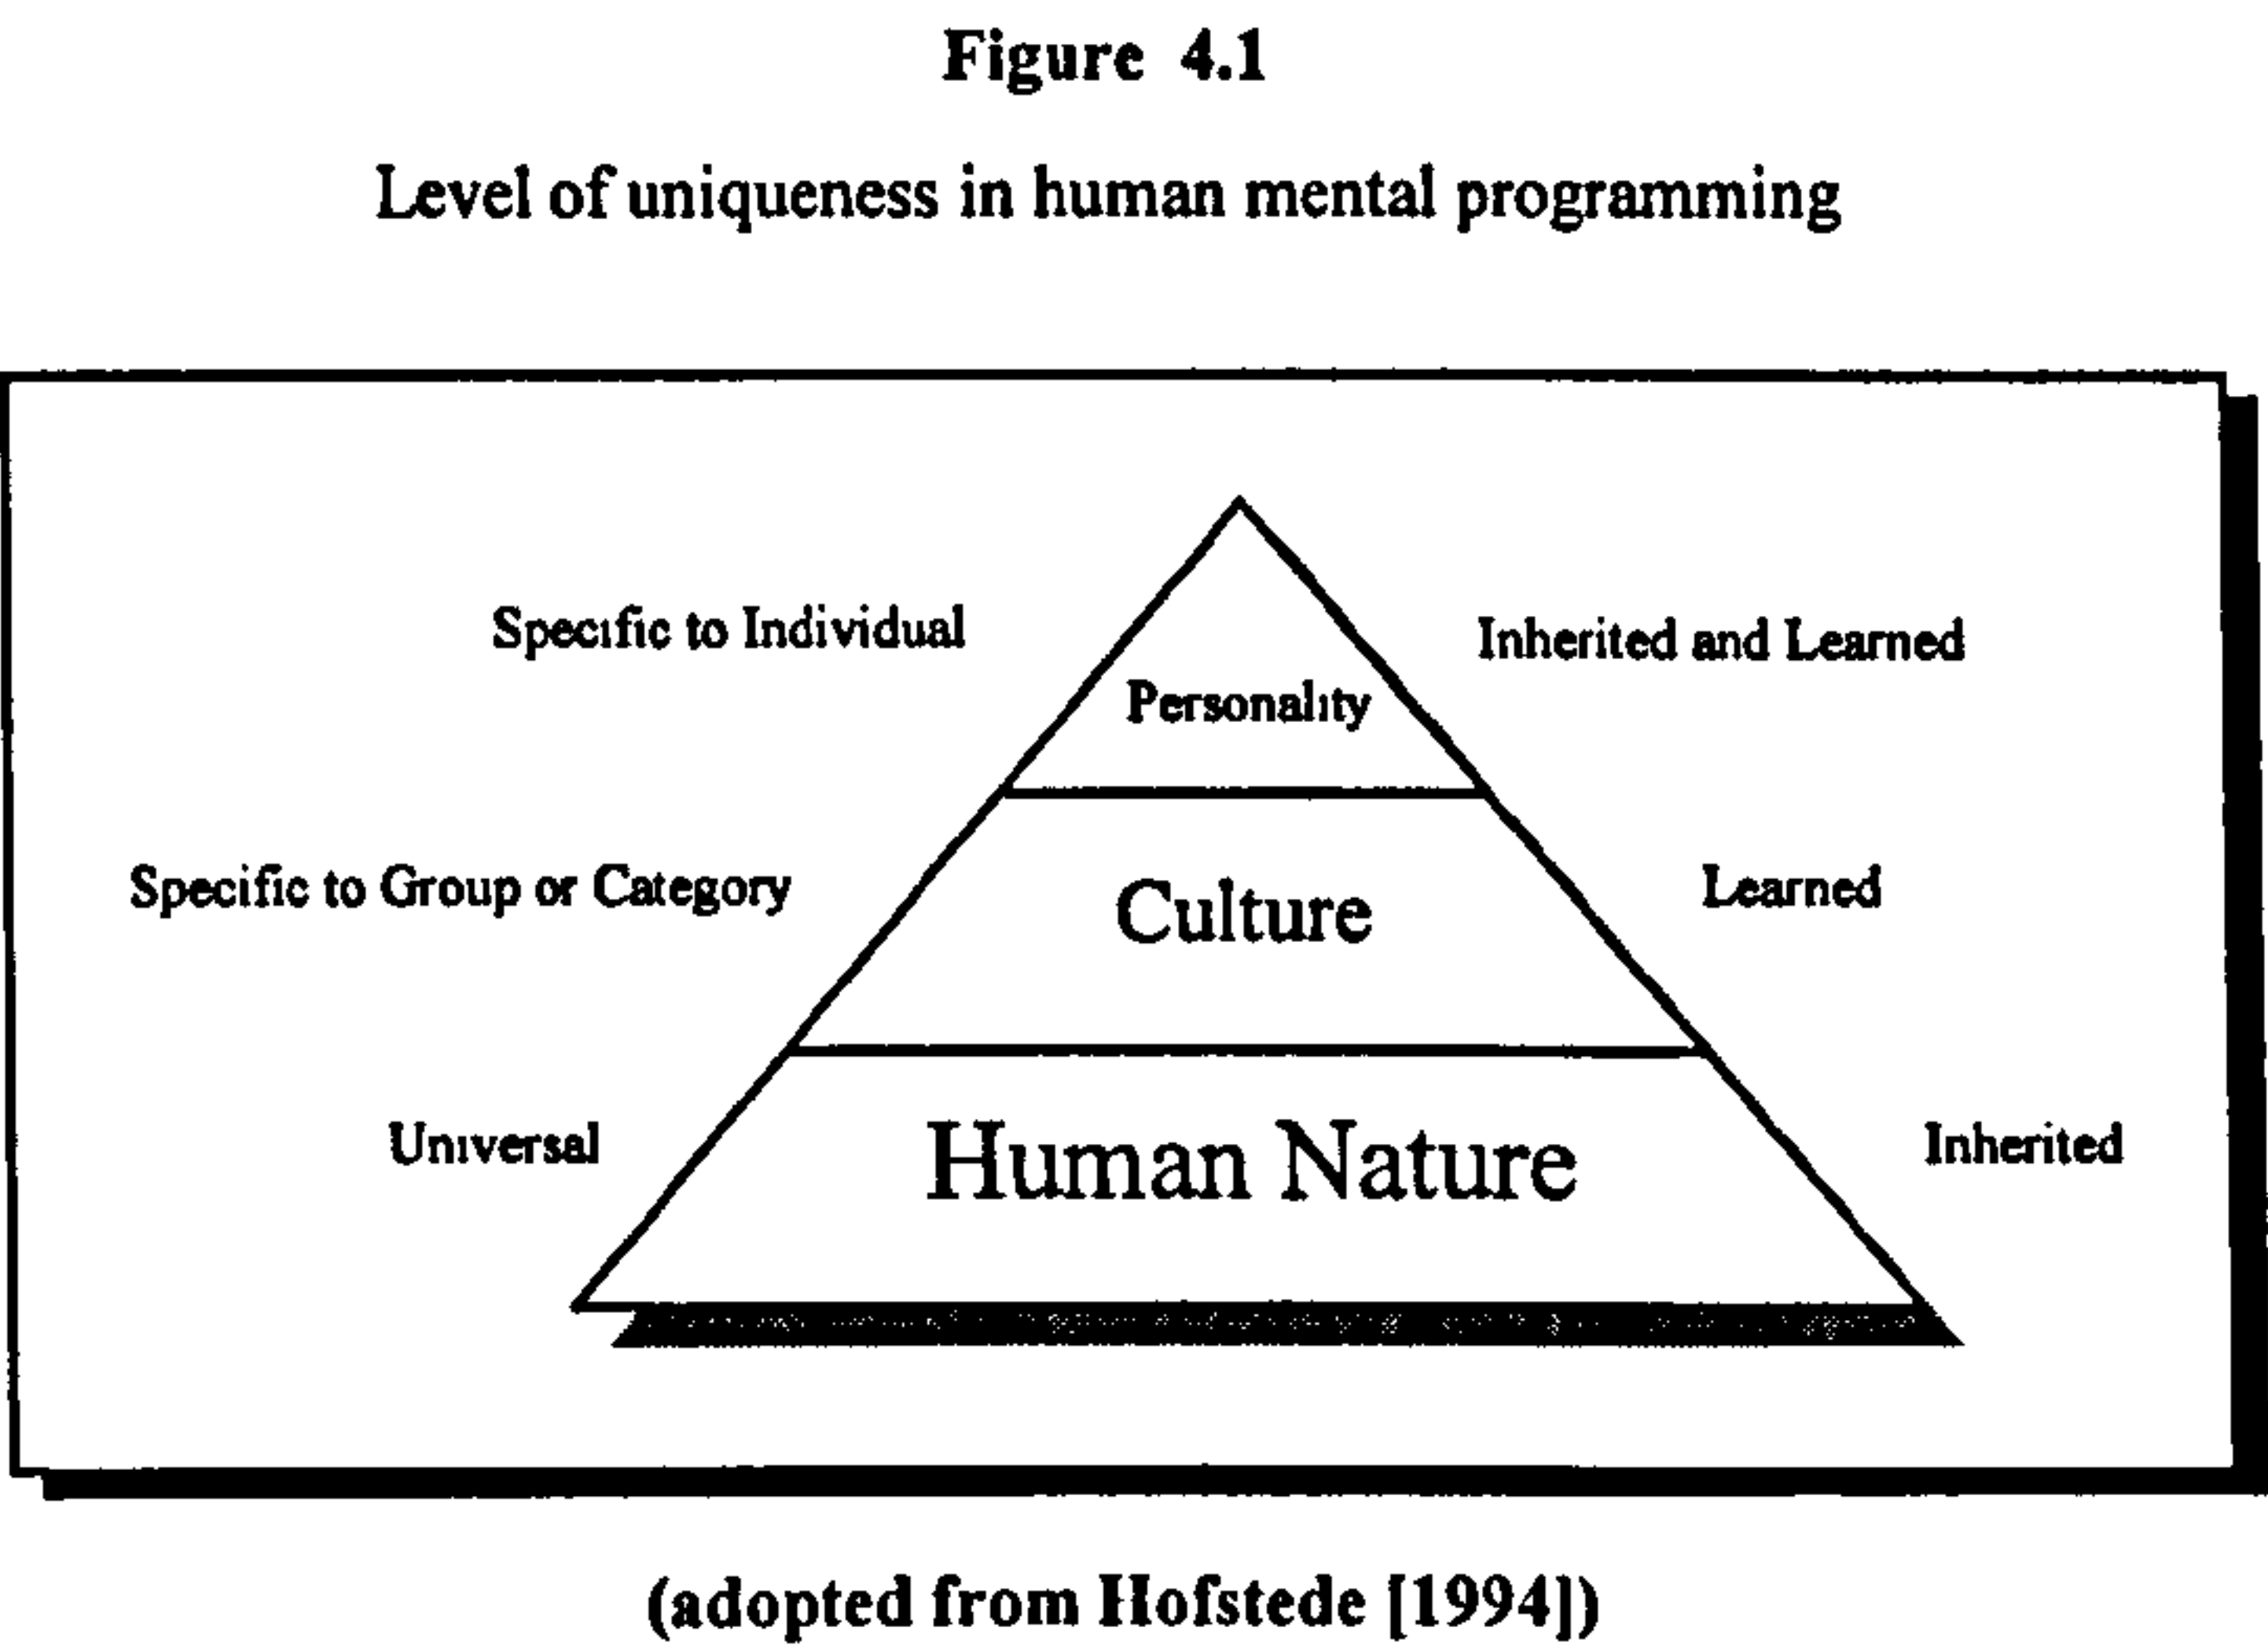 Figure 4.1
Level of uniqueness in human mental programming
Specific to Individual
Inherited and Learned
Personality
Specific to Group or Category
Culture
Learned
Universal
Human Nature
Inherited
(adopted from Hofstede [1994])